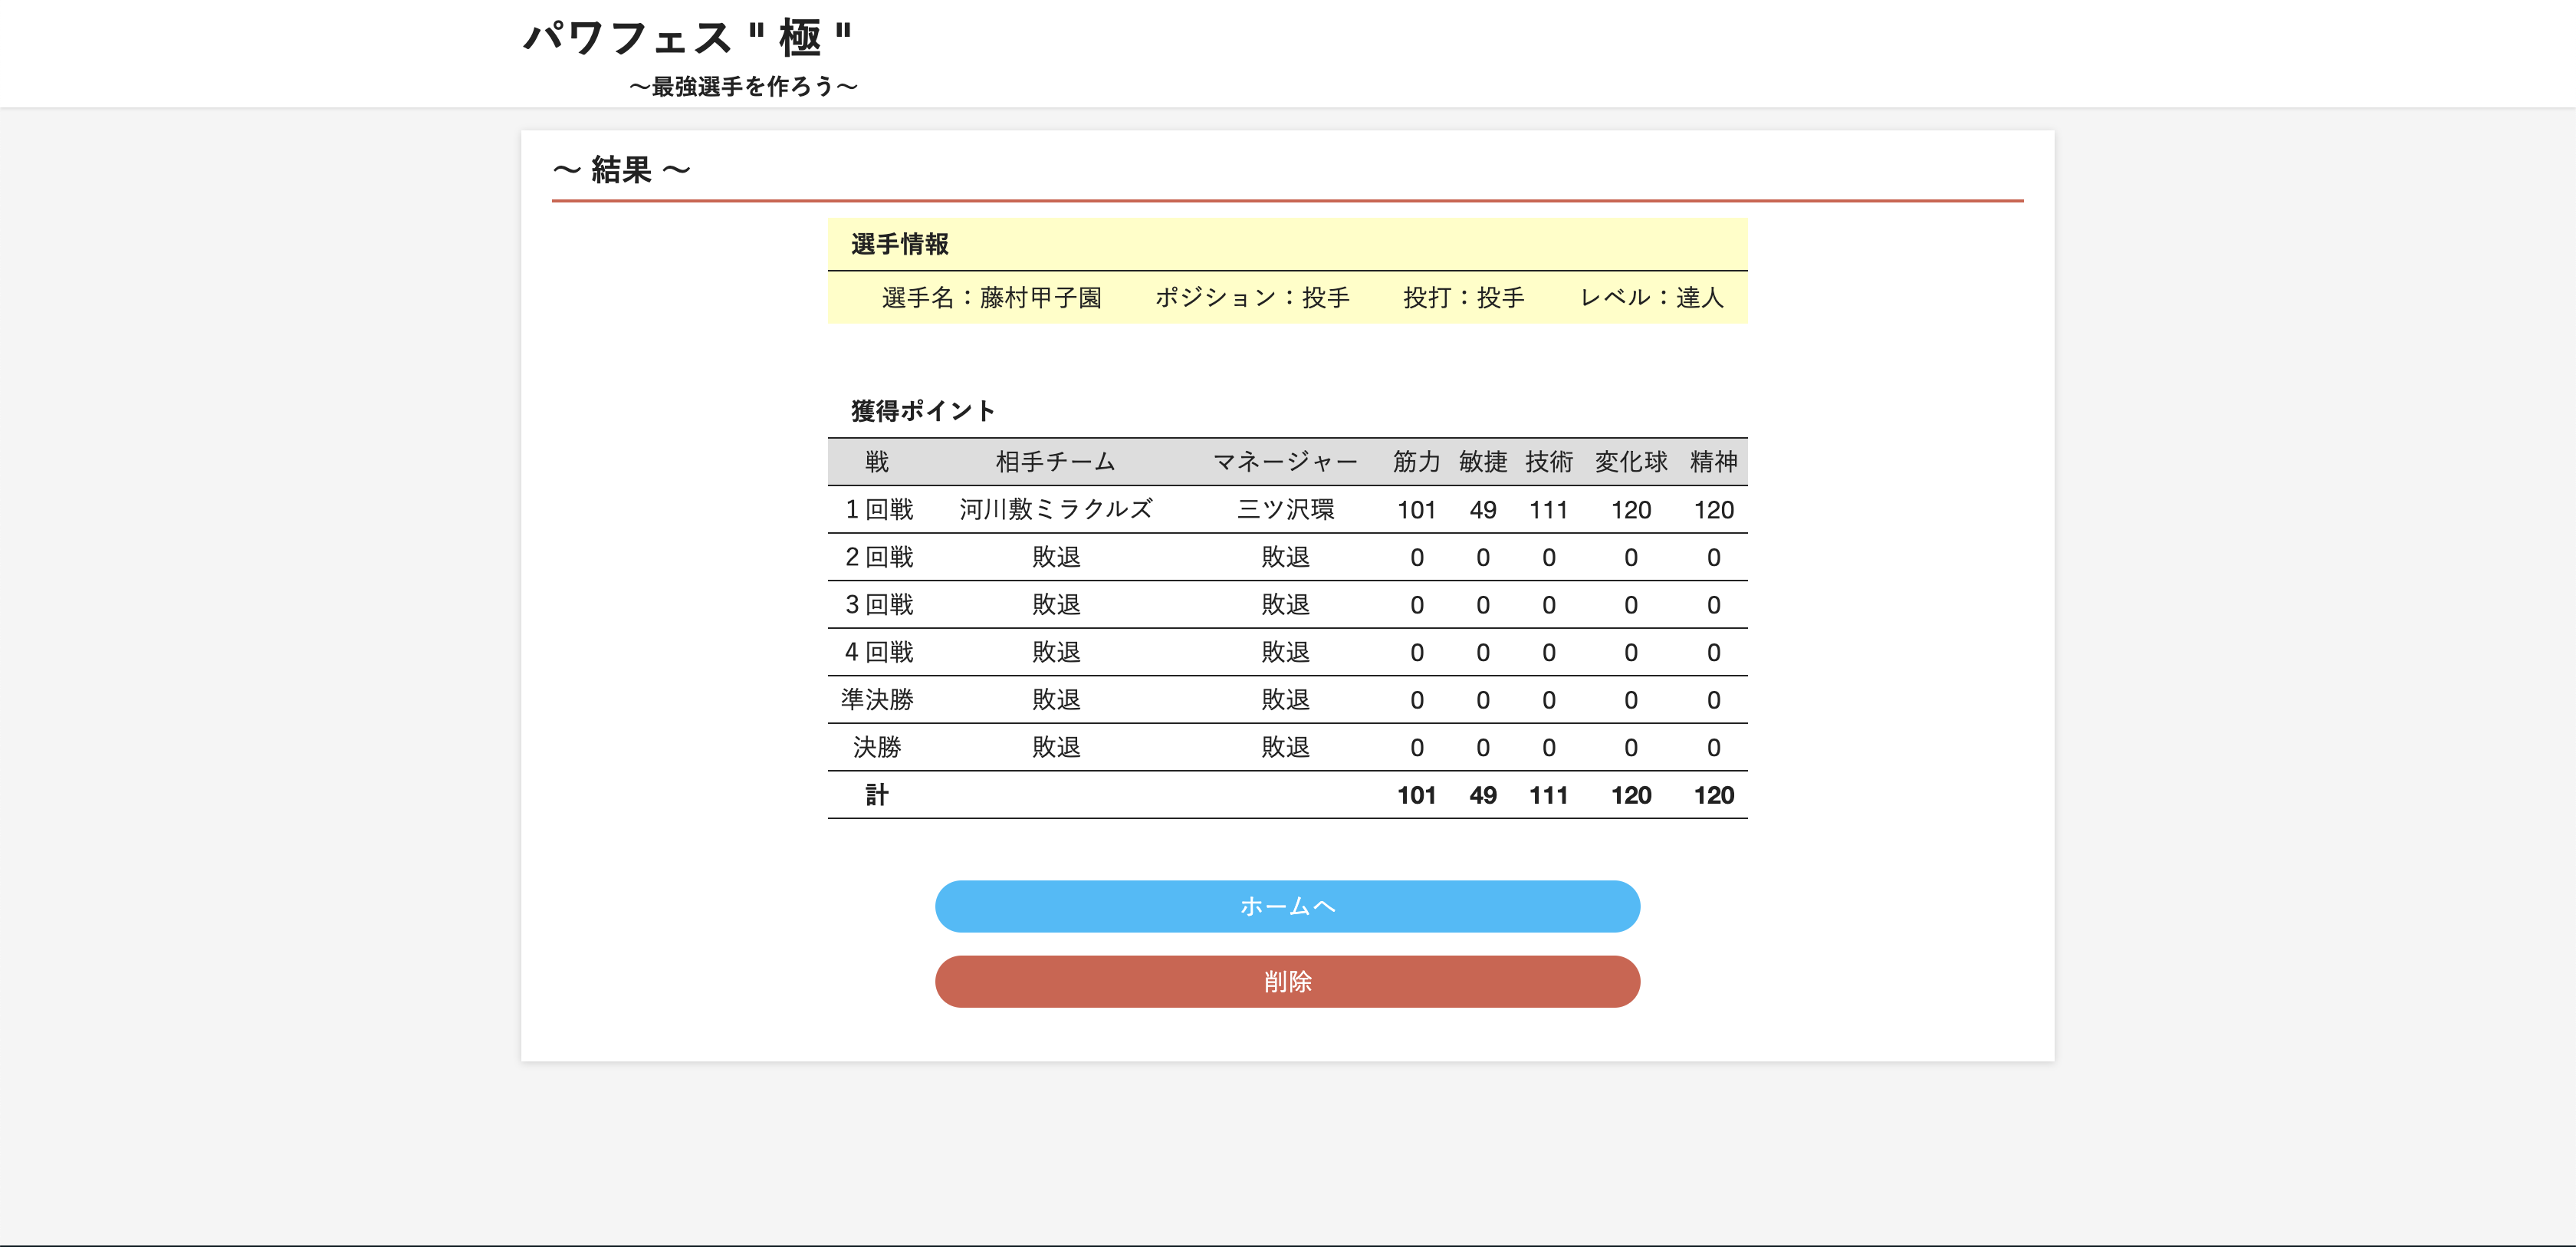 パワフェス " 極 "
〜最強選手を作ろう〜
〜 結果 〜
選手情報
選手名：藤村甲子園 ポジション：投手 投打：投手 レベル：達人
獲得ポイント
戦 相手チーム マネージャー 筋力 敏捷 技術 変化球 精神
1 回戦 河川敷ミラクルズ 三ツ沢環 101 49 111 120 120
2 回戦 敗退 敗退 0 0 0 0 0
3 回戦 敗退 敗退 0 0 0 0 0
4 回戦 敗退 敗退 0 0 0 0 0
準決勝 敗退 敗退 0 0 0 0 0
決勝 敗退 敗退 0 0 0 0 0
計 101 49 111 120 120
ホームへ
削除